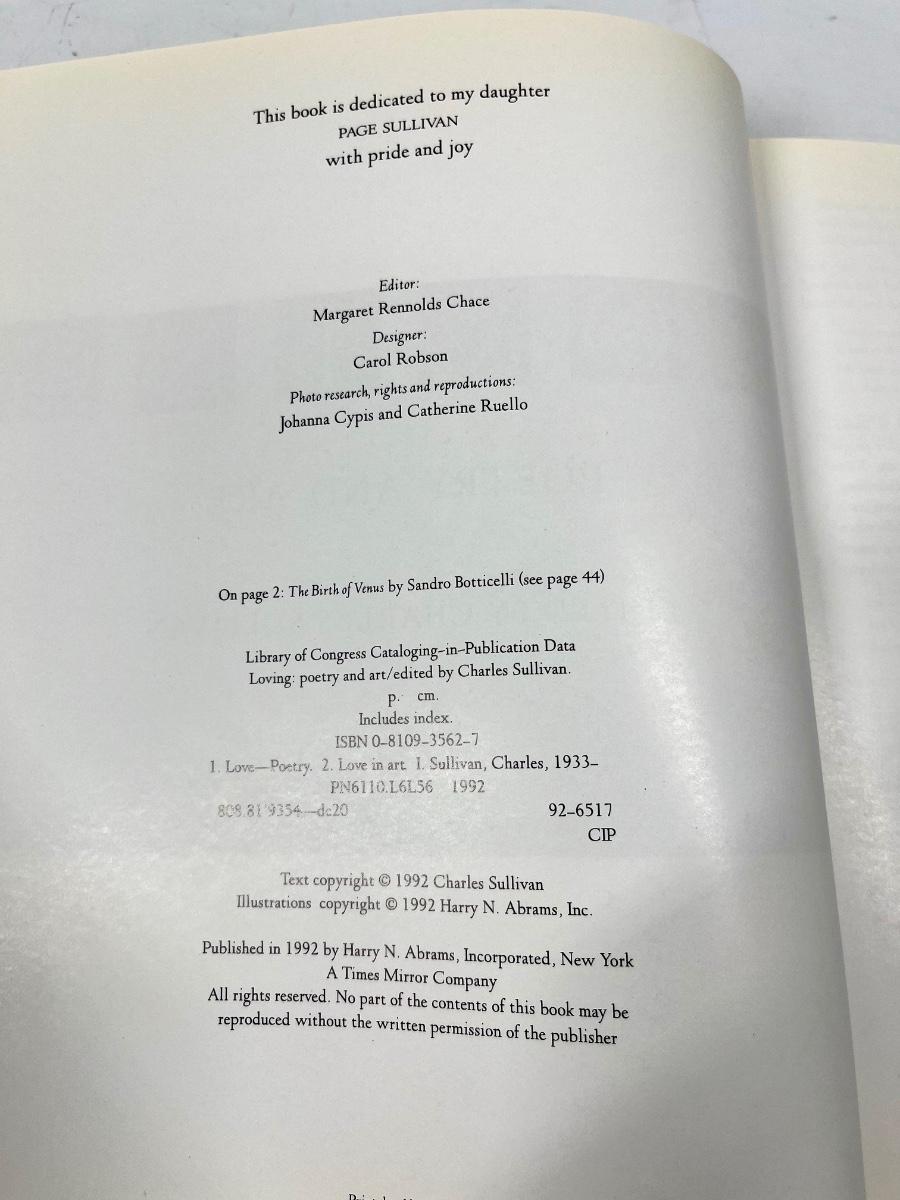 This book is dedicated to my daughter
PAGE SULLIVAN
with pride and joy
Editor:
Margaret Rennolds Chace
Designer:
Carol Robson
Photo research, rights and reproductions:
Johanna Cypis and Catherine Ruello
On page 2: The Birth of Venus by Sandro Botticelli (see page 44)
Library of Congress Cataloging-in-Publication Data
Loving: poetry and art/edited by Charles Sullivan.
p. cm.
Includes index.
ISBN 0-8109-3562-7
1. Love—Poetry. 2. Love in art. I. Sullivan, Charles, 1933–
PN6110.L6L56 1992
808.81'9354—dc20 92-6517
CIP
Text copyright © 1992 Charles Sullivan
Illustrations copyright © 1992 Harry N. Abrams, Inc.
Published in 1992 by Harry N. Abrams, Incorporated, New York
A Times Mirror Company
All rights reserved. No part of the contents of this book may be
reproduced without the written permission of the publisher